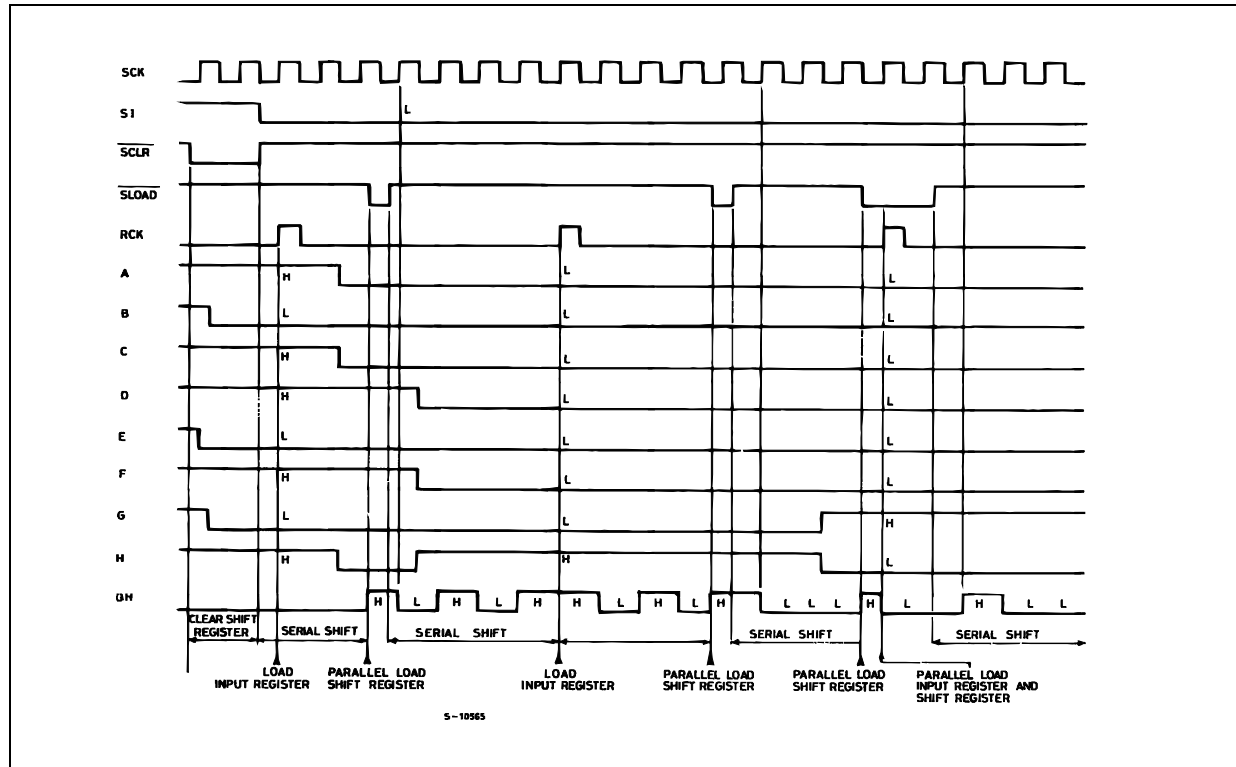 SCK
SI L
SCLR
SLOAD
RCK
A H L L
B L L L
C H L L
D H L L
E L L L
F H L L
G L L H
H H H L
QH H L H L H H L H L H L L L H L H L L
CLEAR SHIFT
REGISTER
SERIAL SHIFT
SERIAL SHIFT
SERIAL SHIFT
SERIAL SHIFT
LOAD
INPUT REGISTER
PARALLEL LOAD
SHIFT REGISTER
LOAD
INPUT REGISTER
PARALLEL LOAD
SHIFT REGISTER
PARALLEL LOAD
SHIFT REGISTER
PARALLEL LOAD
INPUT REGISTER AND
SHIFT REGISTER
S-10565